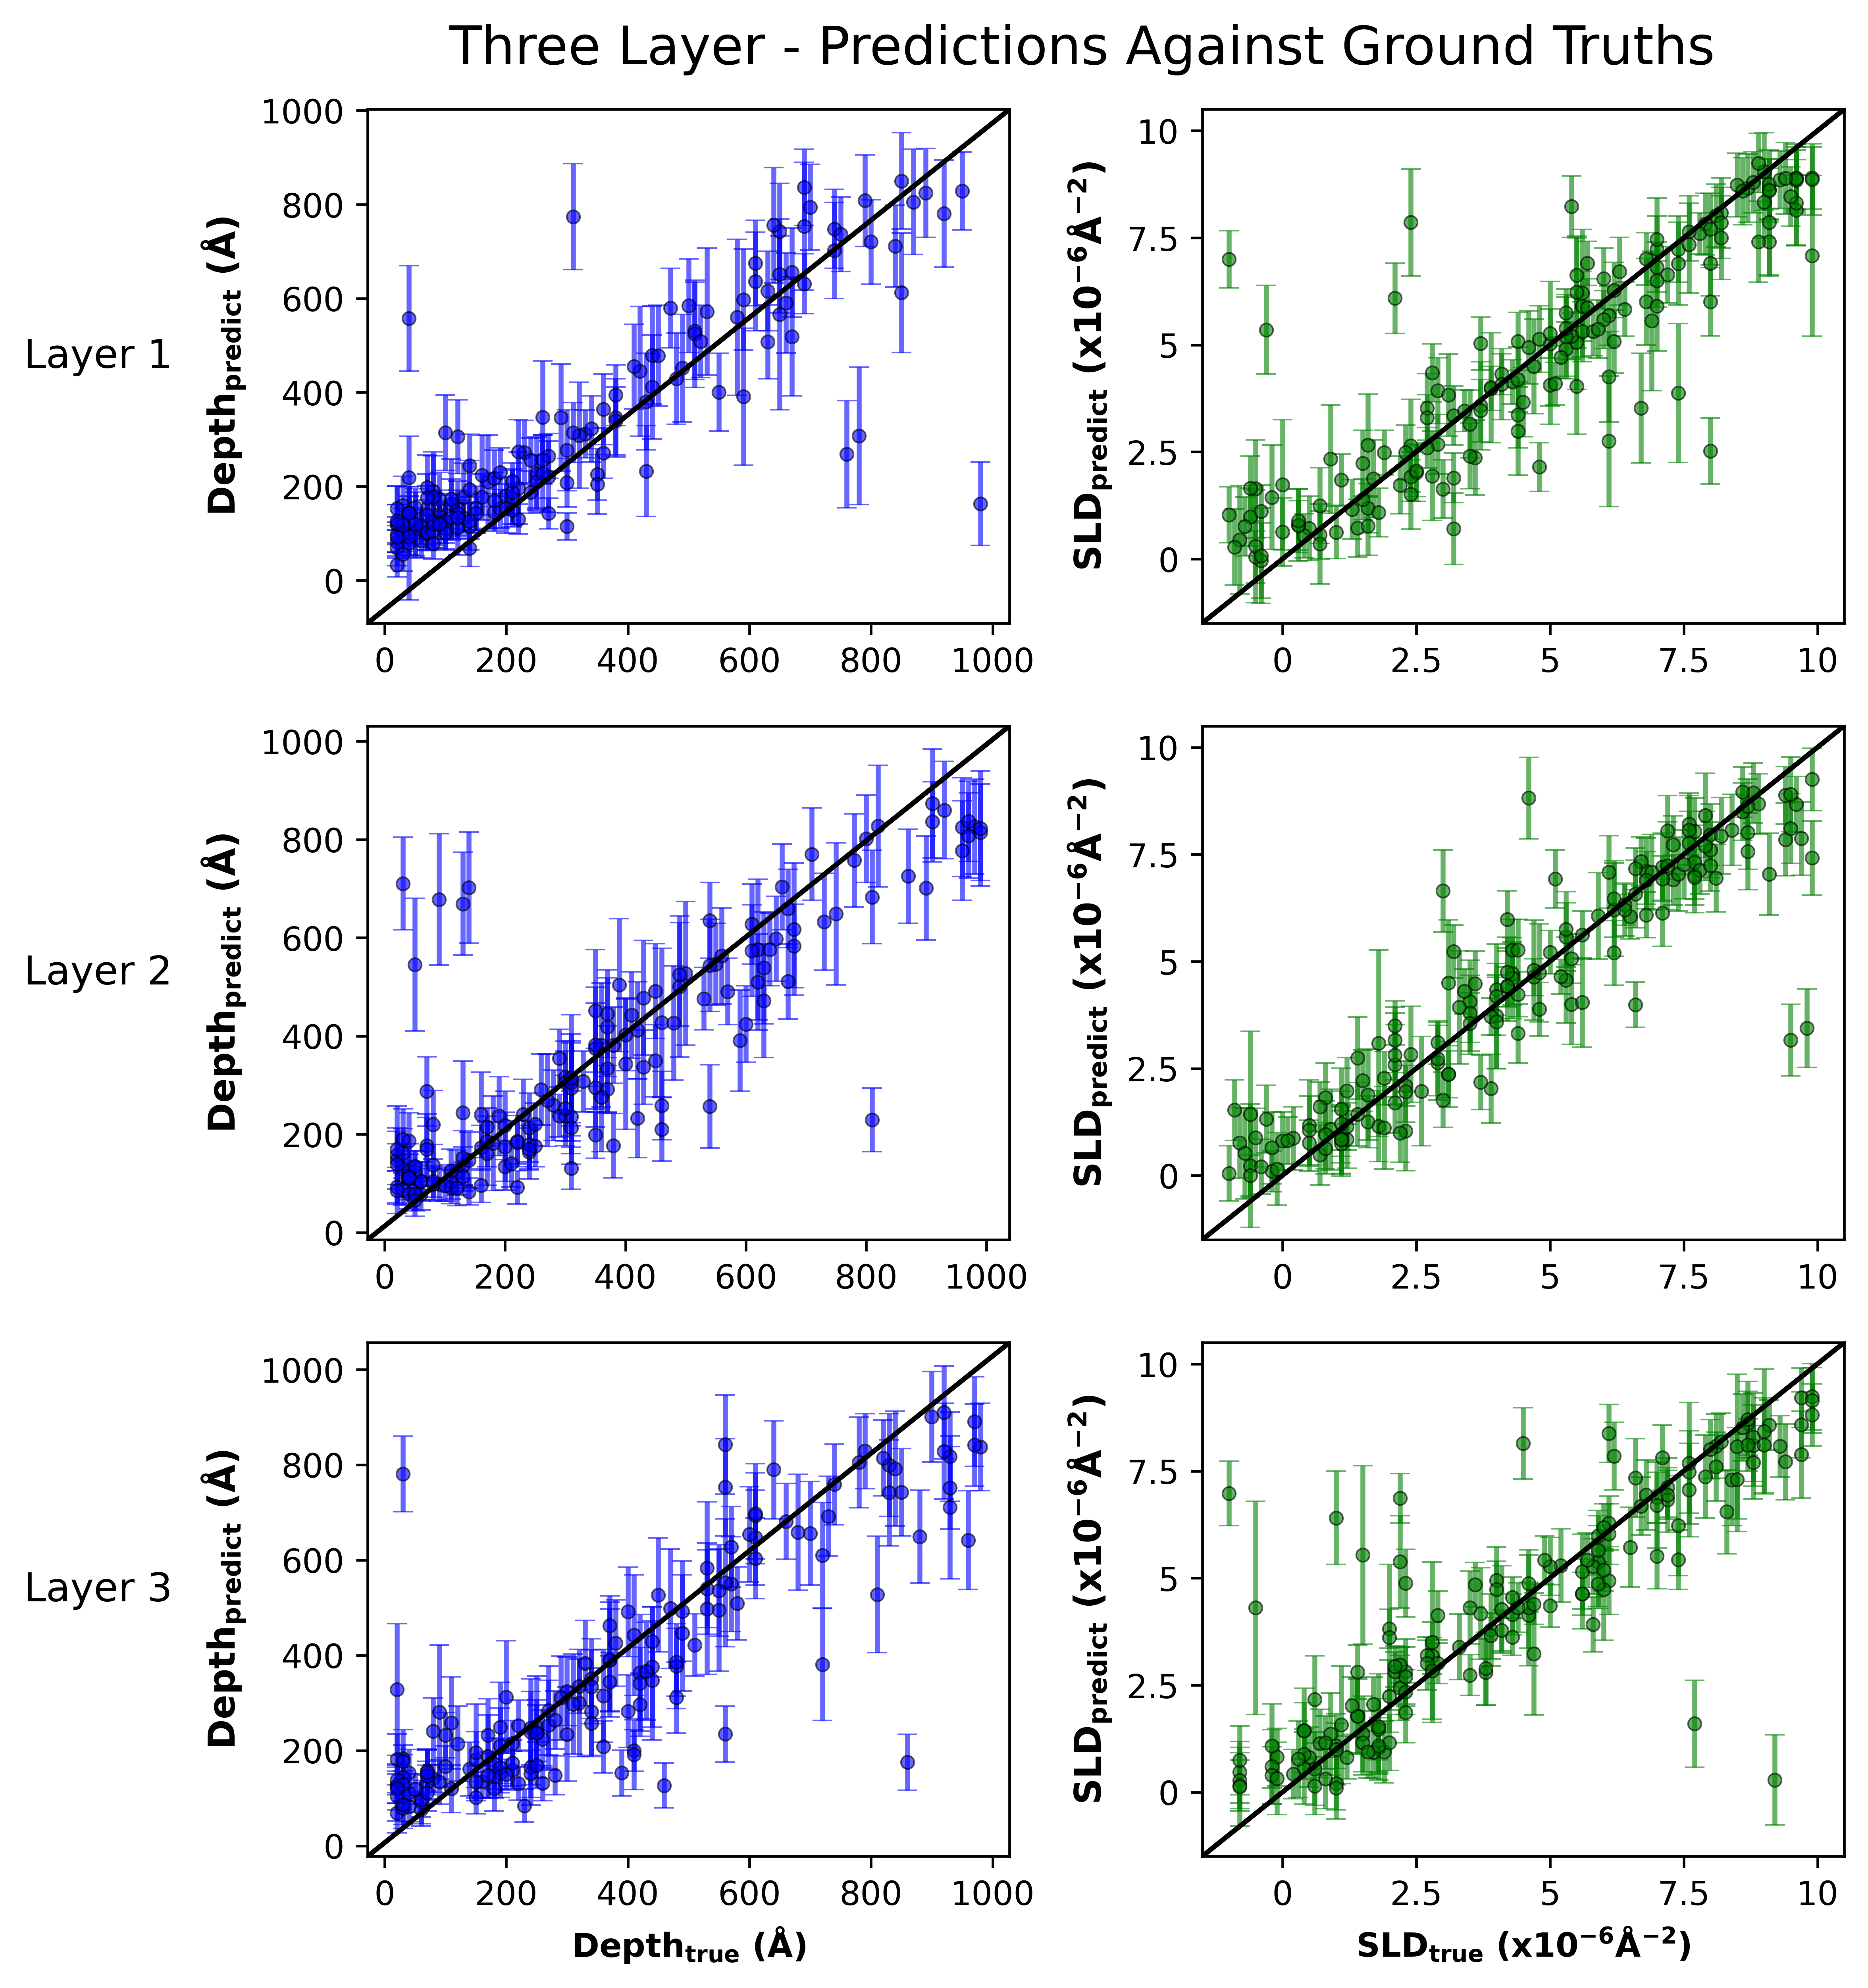 Three Layer - Predictions Against Ground Truths
Layer 1
Depth_predict (Å)
1000
800
600
400
200
0
0 200 400 600 800 1000
SLD_predict (x10⁻⁶Å⁻²)
10
7.5
5
2.5
0
0 2.5 5 7.5 10
Layer 2
Depth_predict (Å)
1000
800
600
400
200
0
0 200 400 600 800 1000
SLD_predict (x10⁻⁶Å⁻²)
10
7.5
5
2.5
0
0 2.5 5 7.5 10
Layer 3
Depth_predict (Å)
1000
800
600
400
200
0
0 200 400 600 800 1000
Depth_true (Å)
SLD_predict (x10⁻⁶Å⁻²)
10
7.5
5
2.5
0
0 2.5 5 7.5 10
SLD_true (x10⁻⁶Å⁻²)